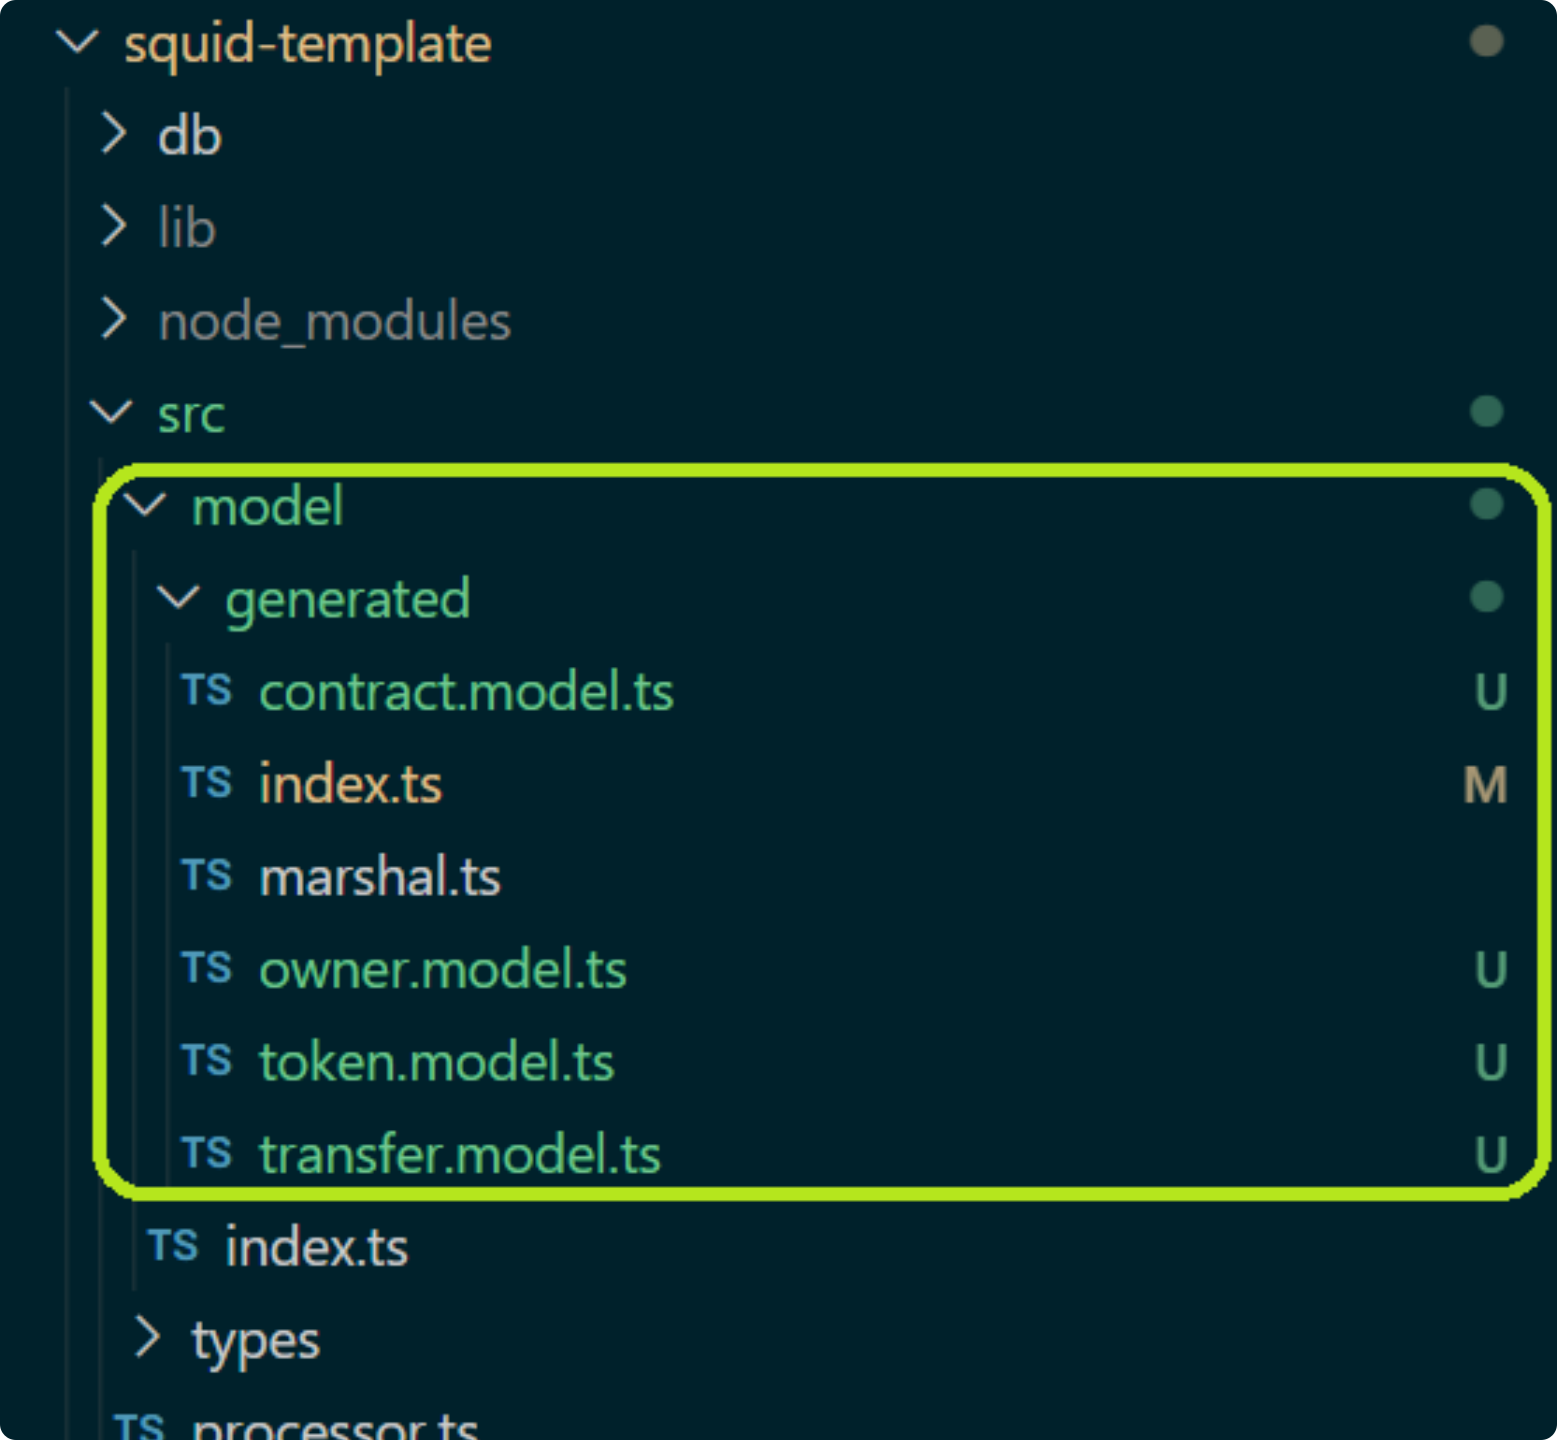 squid-template
db
lib
node_modules
src
model
generated
TS contract.model.ts U
TS index.ts M
TS marshal.ts
TS owner.model.ts U
TS token.model.ts U
TS transfer.model.ts U
TS index.ts
types
TS processor.ts